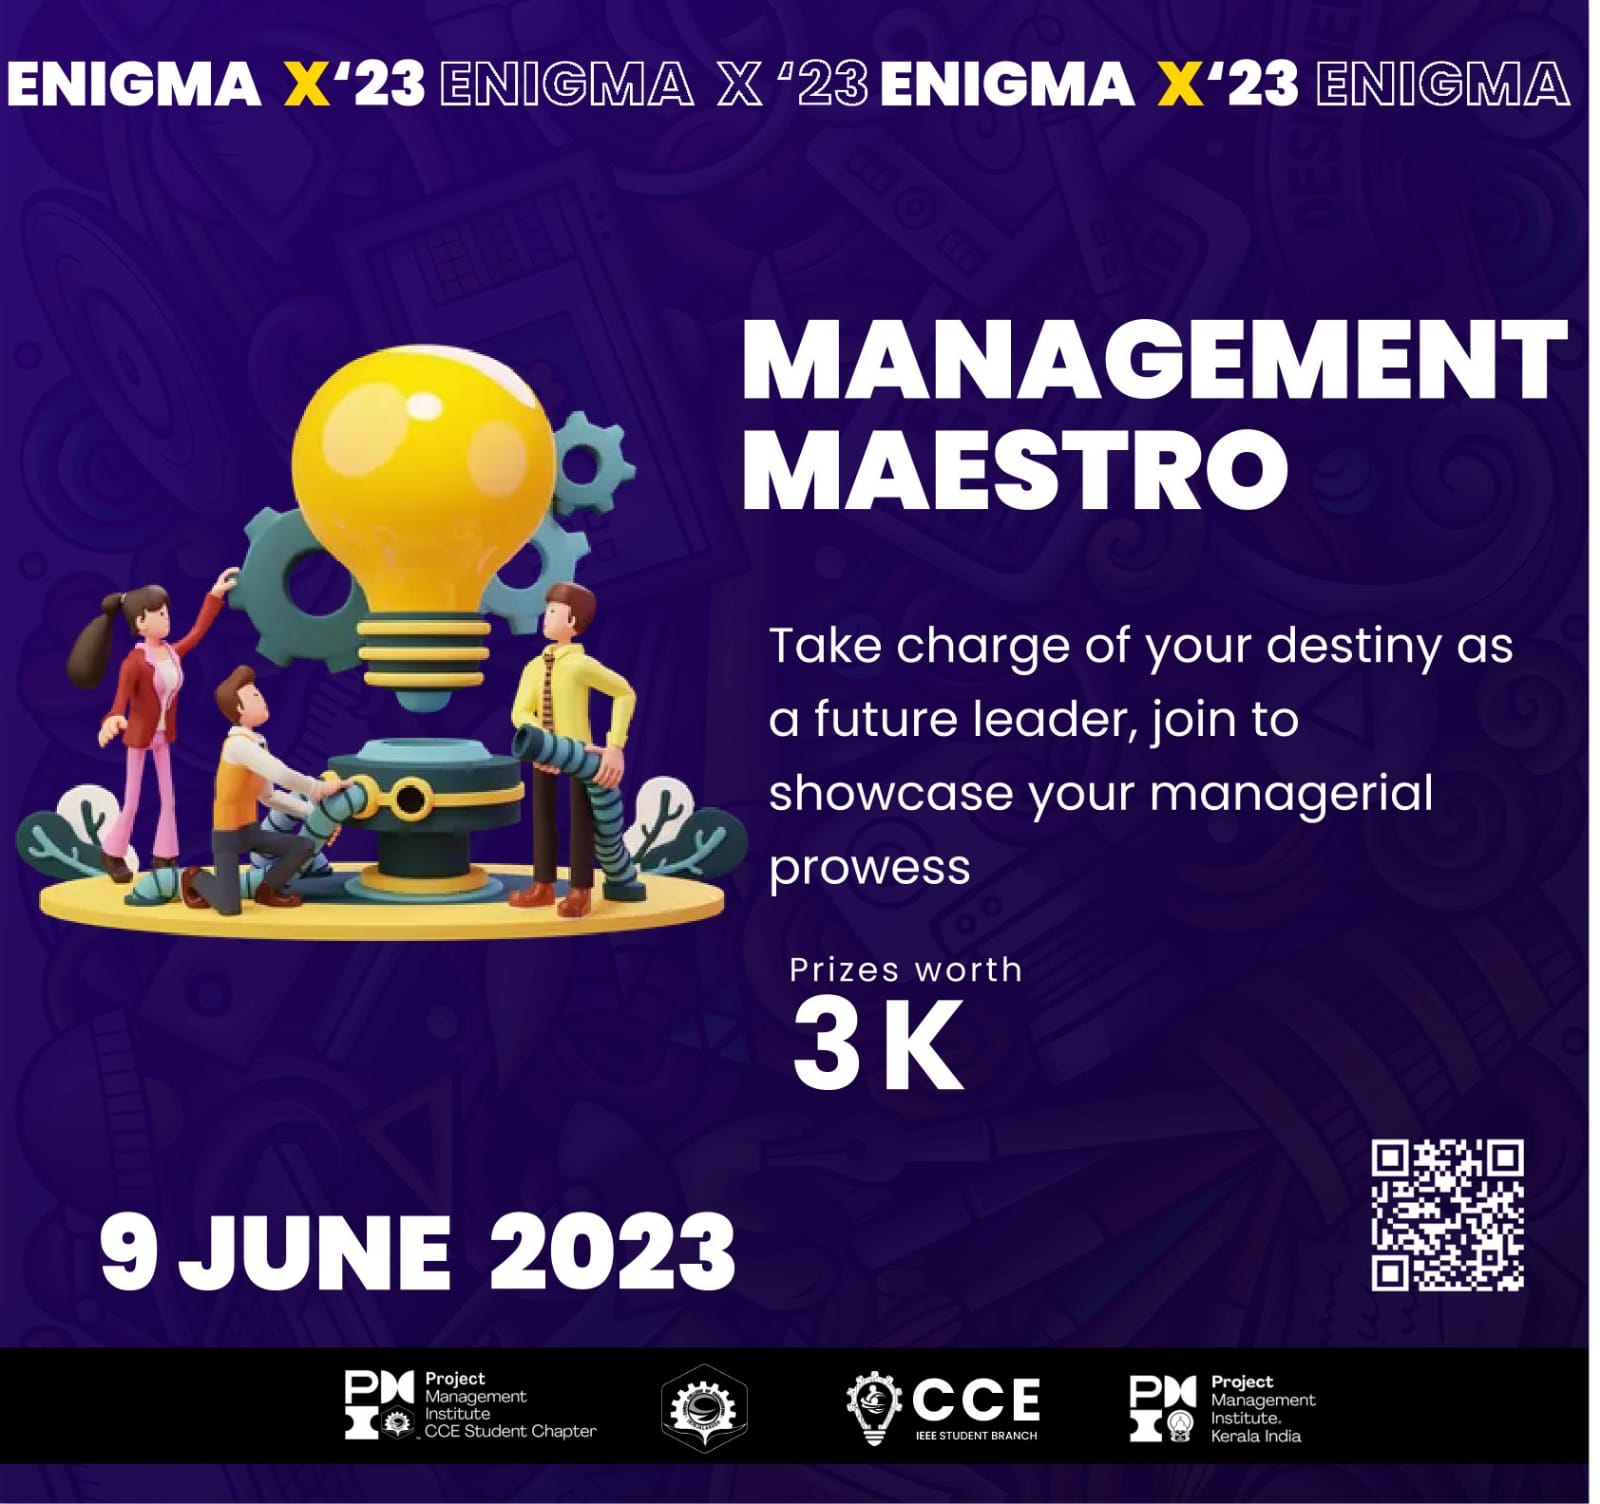 ENIGMA X‘23 ENIGMA X ‘23 ENIGMA X‘23 ENIGMA
MANAGEMENT
MAESTRO
Take charge of your destiny as
a future leader, join to
showcase your managerial
prowess
Prizes worth
3K
9 JUNE 2023
Project
Management
Institute
CCE Student Chapter
CCE
IEEE STUDENT BRANCH
Project
Management
Institute.
Kerala India
DESIGNER